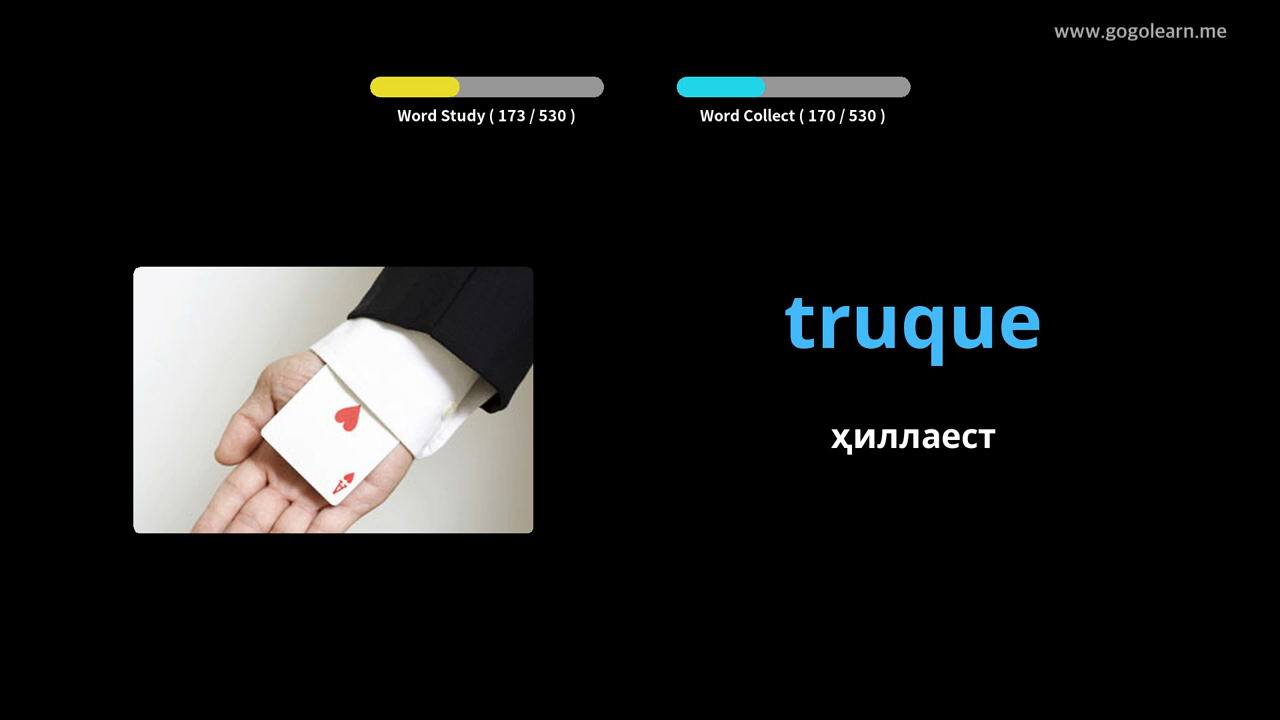 www.gogolearn.me
Word Study ( 173 / 530 )
Word Collect ( 170 / 530 )
A
truque
ҳиллаест